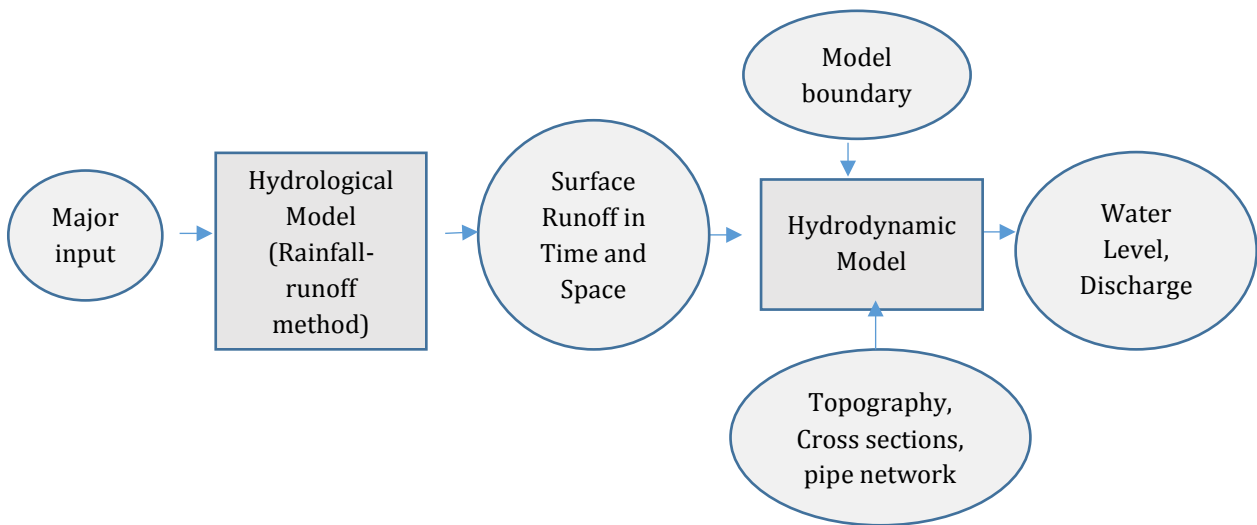 Major
input
Hydrological
Model
(Rainfall-
runoff
method)
Surface
Runoff in
Time and
Space
Model
boundary
Hydrodynamic
Model
Topography,
Cross sections,
pipe network
Water
Level,
Discharge